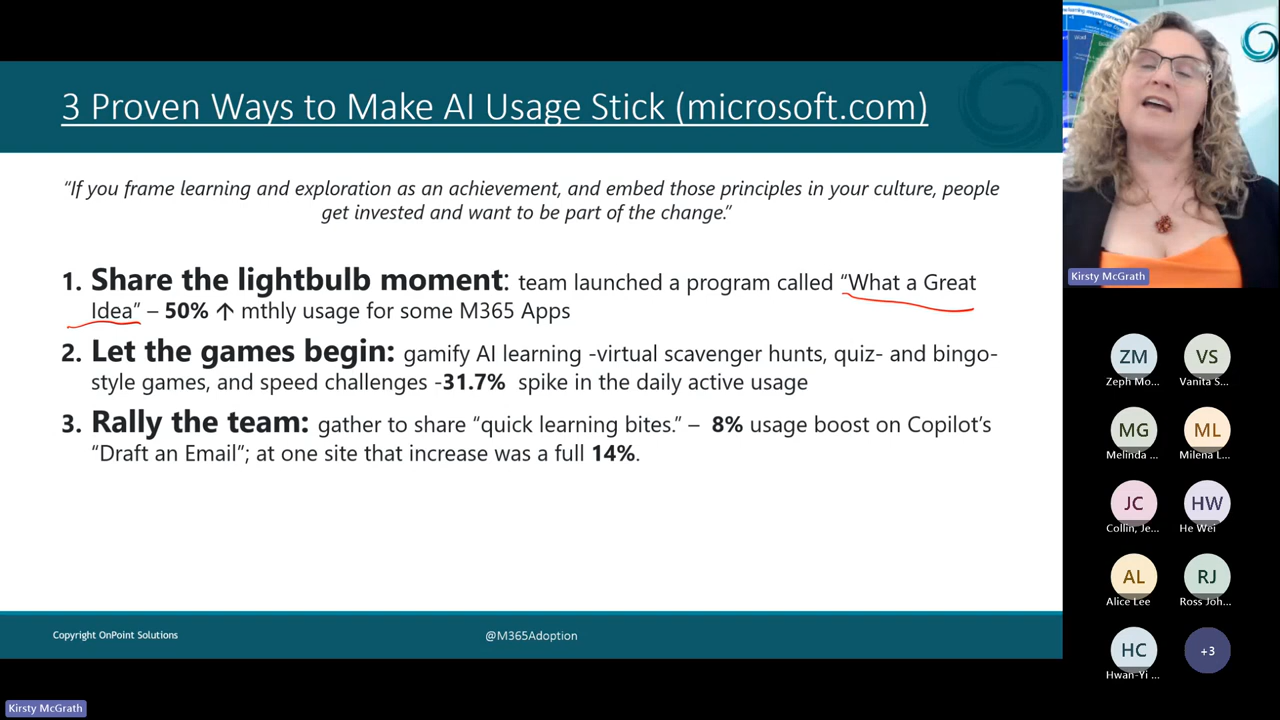 3 Proven Ways to Make AI Usage Stick (microsoft.com)
“If you frame learning and exploration as an achievement, and embed those principles in your culture, people
get invested and want to be part of the change.”
1. Share the lightbulb moment: team launched a program called “What a Great
Idea” – 50% ↑ mthly usage for some M365 Apps
2. Let the games begin: gamify AI learning -virtual scavenger hunts, quiz- and bingo-
style games, and speed challenges -31.7% spike in the daily active usage
3. Rally the team: gather to share “quick learning bites.” – 8% usage boost on Copilot’s
“Draft an Email”; at one site that increase was a full 14%.
Copyright OnPoint Solutions
@M365Adoption
Kirsty McGrath
Word
Kirsty McGrath
ZM
VS
Zeph Mo...
Vanita S...
MG
ML
Melinda ...
Milena L...
JC
HW
Collin, Je...
He Wei
AL
RJ
Alice Lee
Ross Joh...
HC
+3
Hwan-Yi ...